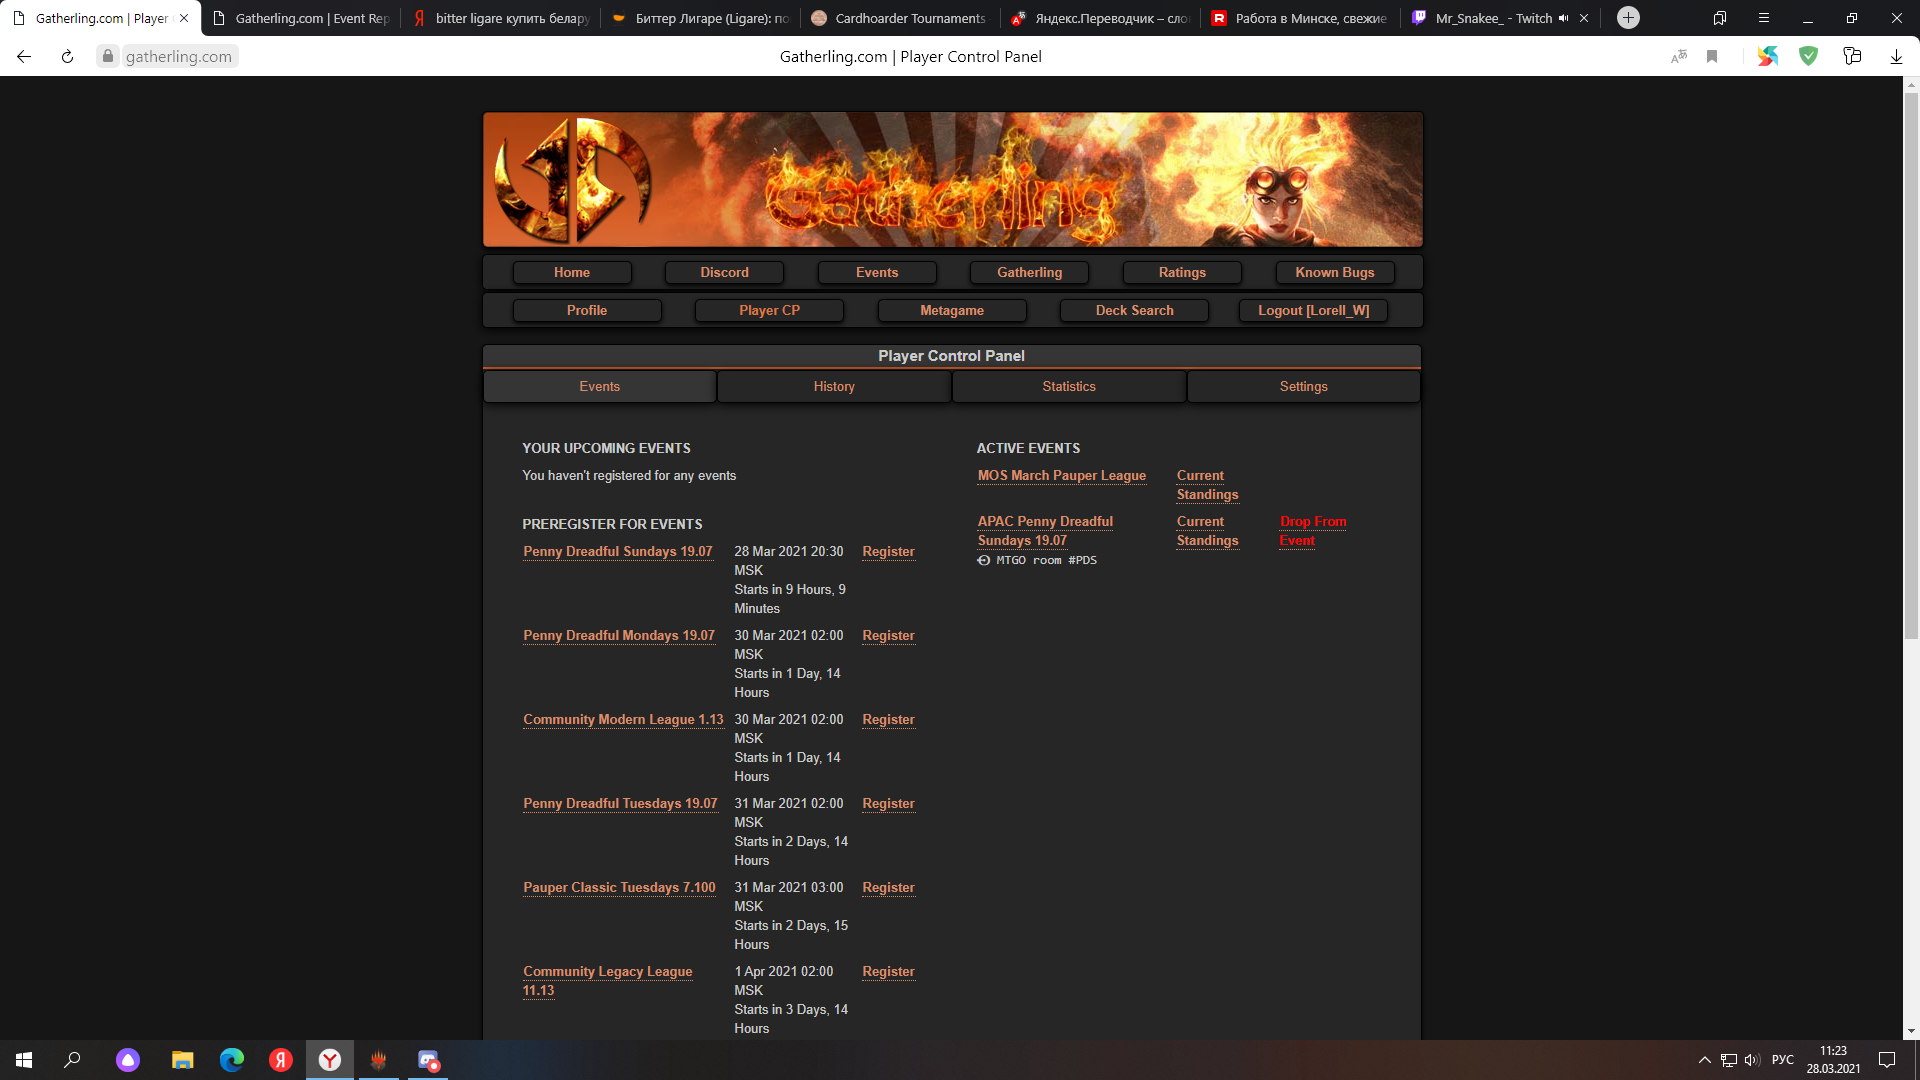 Gatherling.com | Player
Gatherling.com | Event Rep
bitter ligare купить белару
Биттер Лигаре (Ligare): по
Cardhoarder Tournaments
Яндекс.Переводчик – сло
Работа в Минске, свежие
Mr_Snakee_ - Twitch
gatherling.com
Gatherling.com | Player Control Panel
Gatherling
Home
Discord
Events
Gatherling
Ratings
Known Bugs
Profile
Player CP
Metagame
Deck Search
Logout [Lorell_W]
Player Control Panel
Events
History
Statistics
Settings
YOUR UPCOMING EVENTS
You haven't registered for any events
PREREGISTER FOR EVENTS
Penny Dreadful Sundays 19.07
28 Mar 2021 20:30
MSK
Starts in 9 Hours, 9
Minutes
Register
Penny Dreadful Mondays 19.07
30 Mar 2021 02:00
MSK
Starts in 1 Day, 14
Hours
Register
Community Modern League 1.13
30 Mar 2021 02:00
MSK
Starts in 1 Day, 14
Hours
Register
Penny Dreadful Tuesdays 19.07
31 Mar 2021 02:00
MSK
Starts in 2 Days, 14
Hours
Register
Pauper Classic Tuesdays 7.100
31 Mar 2021 03:00
MSK
Starts in 2 Days, 15
Hours
Register
Community Legacy League
11.13
1 Apr 2021 02:00
MSK
Starts in 3 Days, 14
Hours
Register
ACTIVE EVENTS
MOS March Pauper League
Current
Standings
APAC Penny Dreadful
Sundays 19.07
MTGO room #PDS
Current
Standings
Drop From
Event
РУС
11:23
28.03.2021